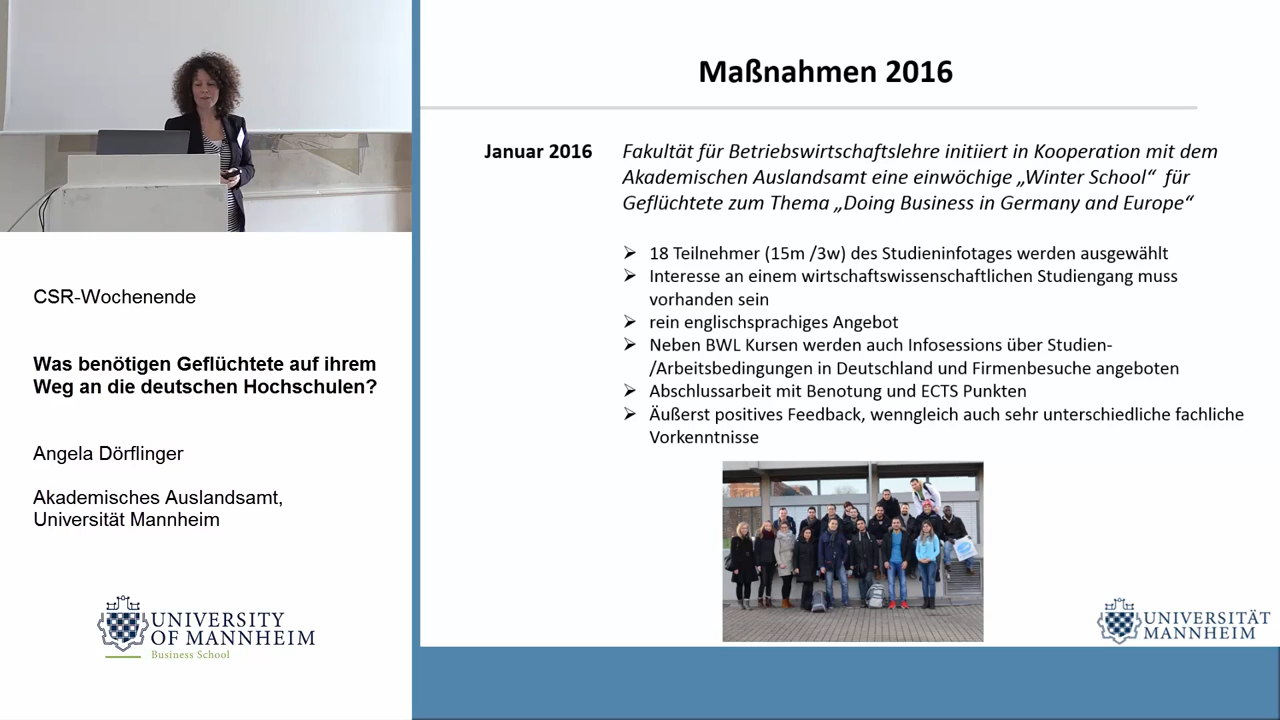 CSR-Wochenende
Was benötigen Geflüchtete auf ihrem
Weg an die deutschen Hochschulen?
Angela Dörflinger
Akademisches Auslandsamt,
Universität Mannheim
UNIVERSITY
OF MANNHEIM
Business School
Maßnahmen 2016
Januar 2016
Fakultät für Betriebswirtschaftslehre initiiert in Kooperation mit dem
Akademischen Auslandsamt eine einwöchige „Winter School“ für
Geflüchtete zum Thema „Doing Business in Germany and Europe“
18 Teilnehmer (15m /3w) des Studieninfotages werden ausgewählt
Interesse an einem wirtschaftswissenschaftlichen Studiengang muss
vorhanden sein
rein englischsprachiges Angebot
Neben BWL Kursen werden auch Infosessions über Studien-
/Arbeitsbedingungen in Deutschland und Firmenbesuche angeboten
Abschlussarbeit mit Benotung und ECTS Punkten
Äußerst positives Feedback, wenngleich auch sehr unterschiedliche fachliche
Vorkenntnisse
UNIVERSITÄT
MANNHEIM